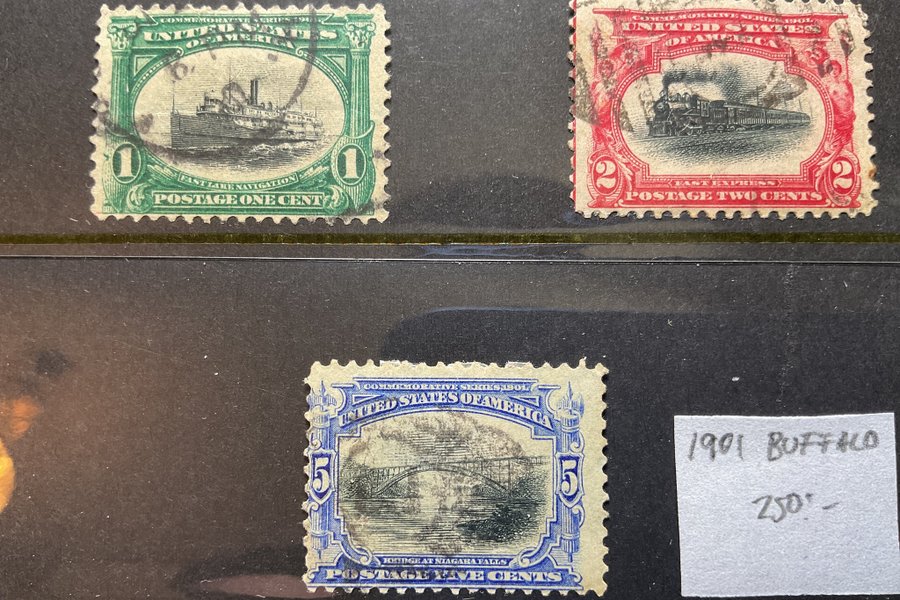 COMMEMORATIVE SERIES 1901
UNITED STATES
OF AMERICA
1 1
FAST LAKE NAVIGATION
POSTAGE ONE CENT
COMMEMORATIVE SERIES 1901
UNITED STATES
OF AMERICA
2 2
FAST EXPRESS
POSTAGE TWO CENTS
COMMEMORATIVE SERIES 1901
UNITED STATES OF AMERICA
5 5
BRIDGE AT NIAGARA FALLS
POSTAGE FIVE CENTS
1901 BUFFALO
250:-